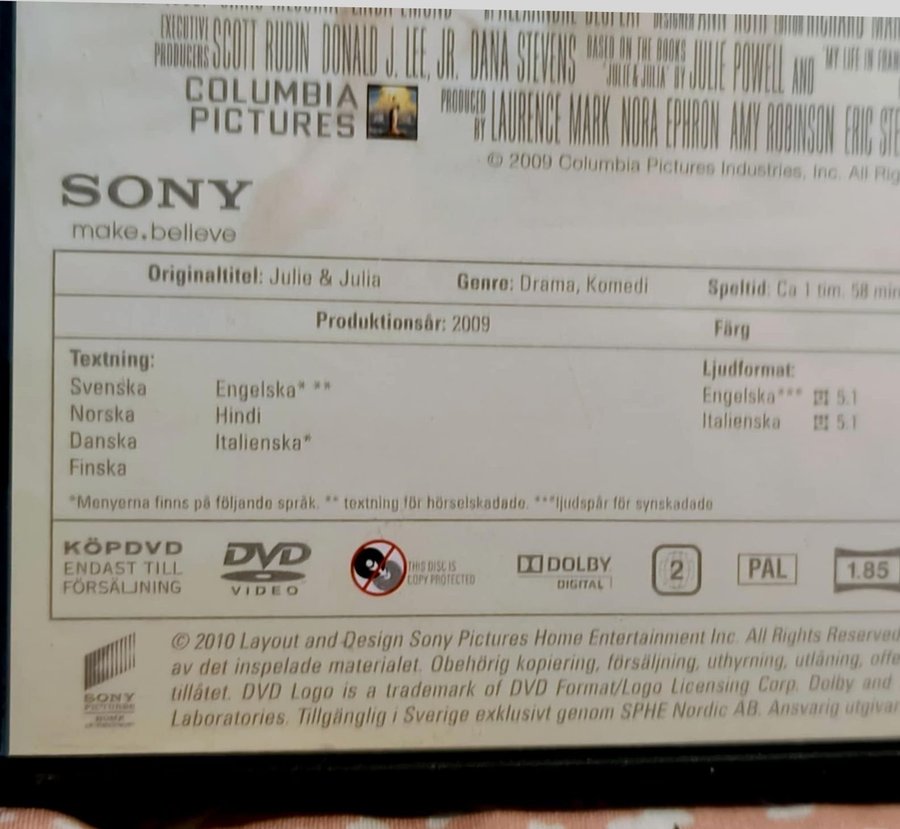 EXECUTIVE PRODUCERS SCOTT RUDIN DONALD J. LEE, JR. DANA STEVENS BASED ON THE BOOKS 'JULIE & JULIA' BY JULIE POWELL AND 'MY LIFE IN
COLUMBIA PICTURES
PRODUCED BY LAURENCE MARK NORA EPHRON AMY ROBINSON ERIC
© 2009 Columbia Pictures Industries, Inc. All
SONY
make.believe
Originaltitel: Julie & Julia Genre: Drama, Komedi Speltid: Ca 1 tim. 58 min
Produktionsår: 2009 Färg
Textning: Ljudformat:
Svenska Engelska* ** Engelska*** 5.1
Norska Hindi Italienska 5.1
Danska Italienska*
Finska
*Menyerna finns på följande språk. ** textning för hörselskadade. ***ljudspår för synskadade
KÖPDVD
ENDAST TILL
FÖRSÄLJNING
DVD
VIDEO
THIS DISC IS
COPY PROTECTED
DOLBY
DIGITAL
2
PAL
1.85
© 2010 Layout and Design Sony Pictures Home Entertainment Inc. All Rights Reserved
av det inspelade materialet. Obehörig kopiering, försäljning, uthyrning, utlåning,
tillåtet. DVD Logo is a trademark of DVD Format/Logo Licensing Corp. Dolby and
Laboratories. Tillgänglig i Sverige exklusivt genom SPHE Nordic AB. Ansvarig
SONY
PICTURES
HOME